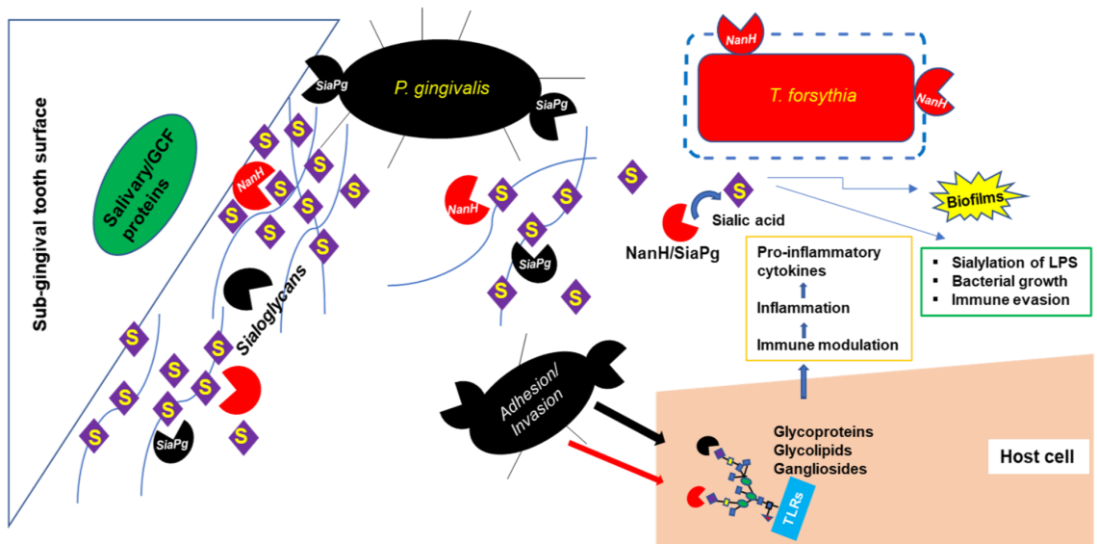 Sub-gingival tooth surface
Salivary/GCF
proteins
SiaPg
P. gingivalis
SiaPg
NanH
T. forsythia
NanH
S
S
S
NanH
S
S
S
S
S
S
Sialoglycans
S
S
S
S
S
S
S
S
SiaPg
S
NanH
S
S
S
SiaPg
S
S
S
S
Sialic acid
NanH/SiaPg
Biofilms
Pro-inflammatory
cytokines
Inflammation
Immune modulation
▪ Sialylation of LPS
▪ Bacterial growth
▪ Immune evasion
Adhesion/
Invasion
Glycoproteins
Glycolipids
Gangliosides
TLRs
Host cell